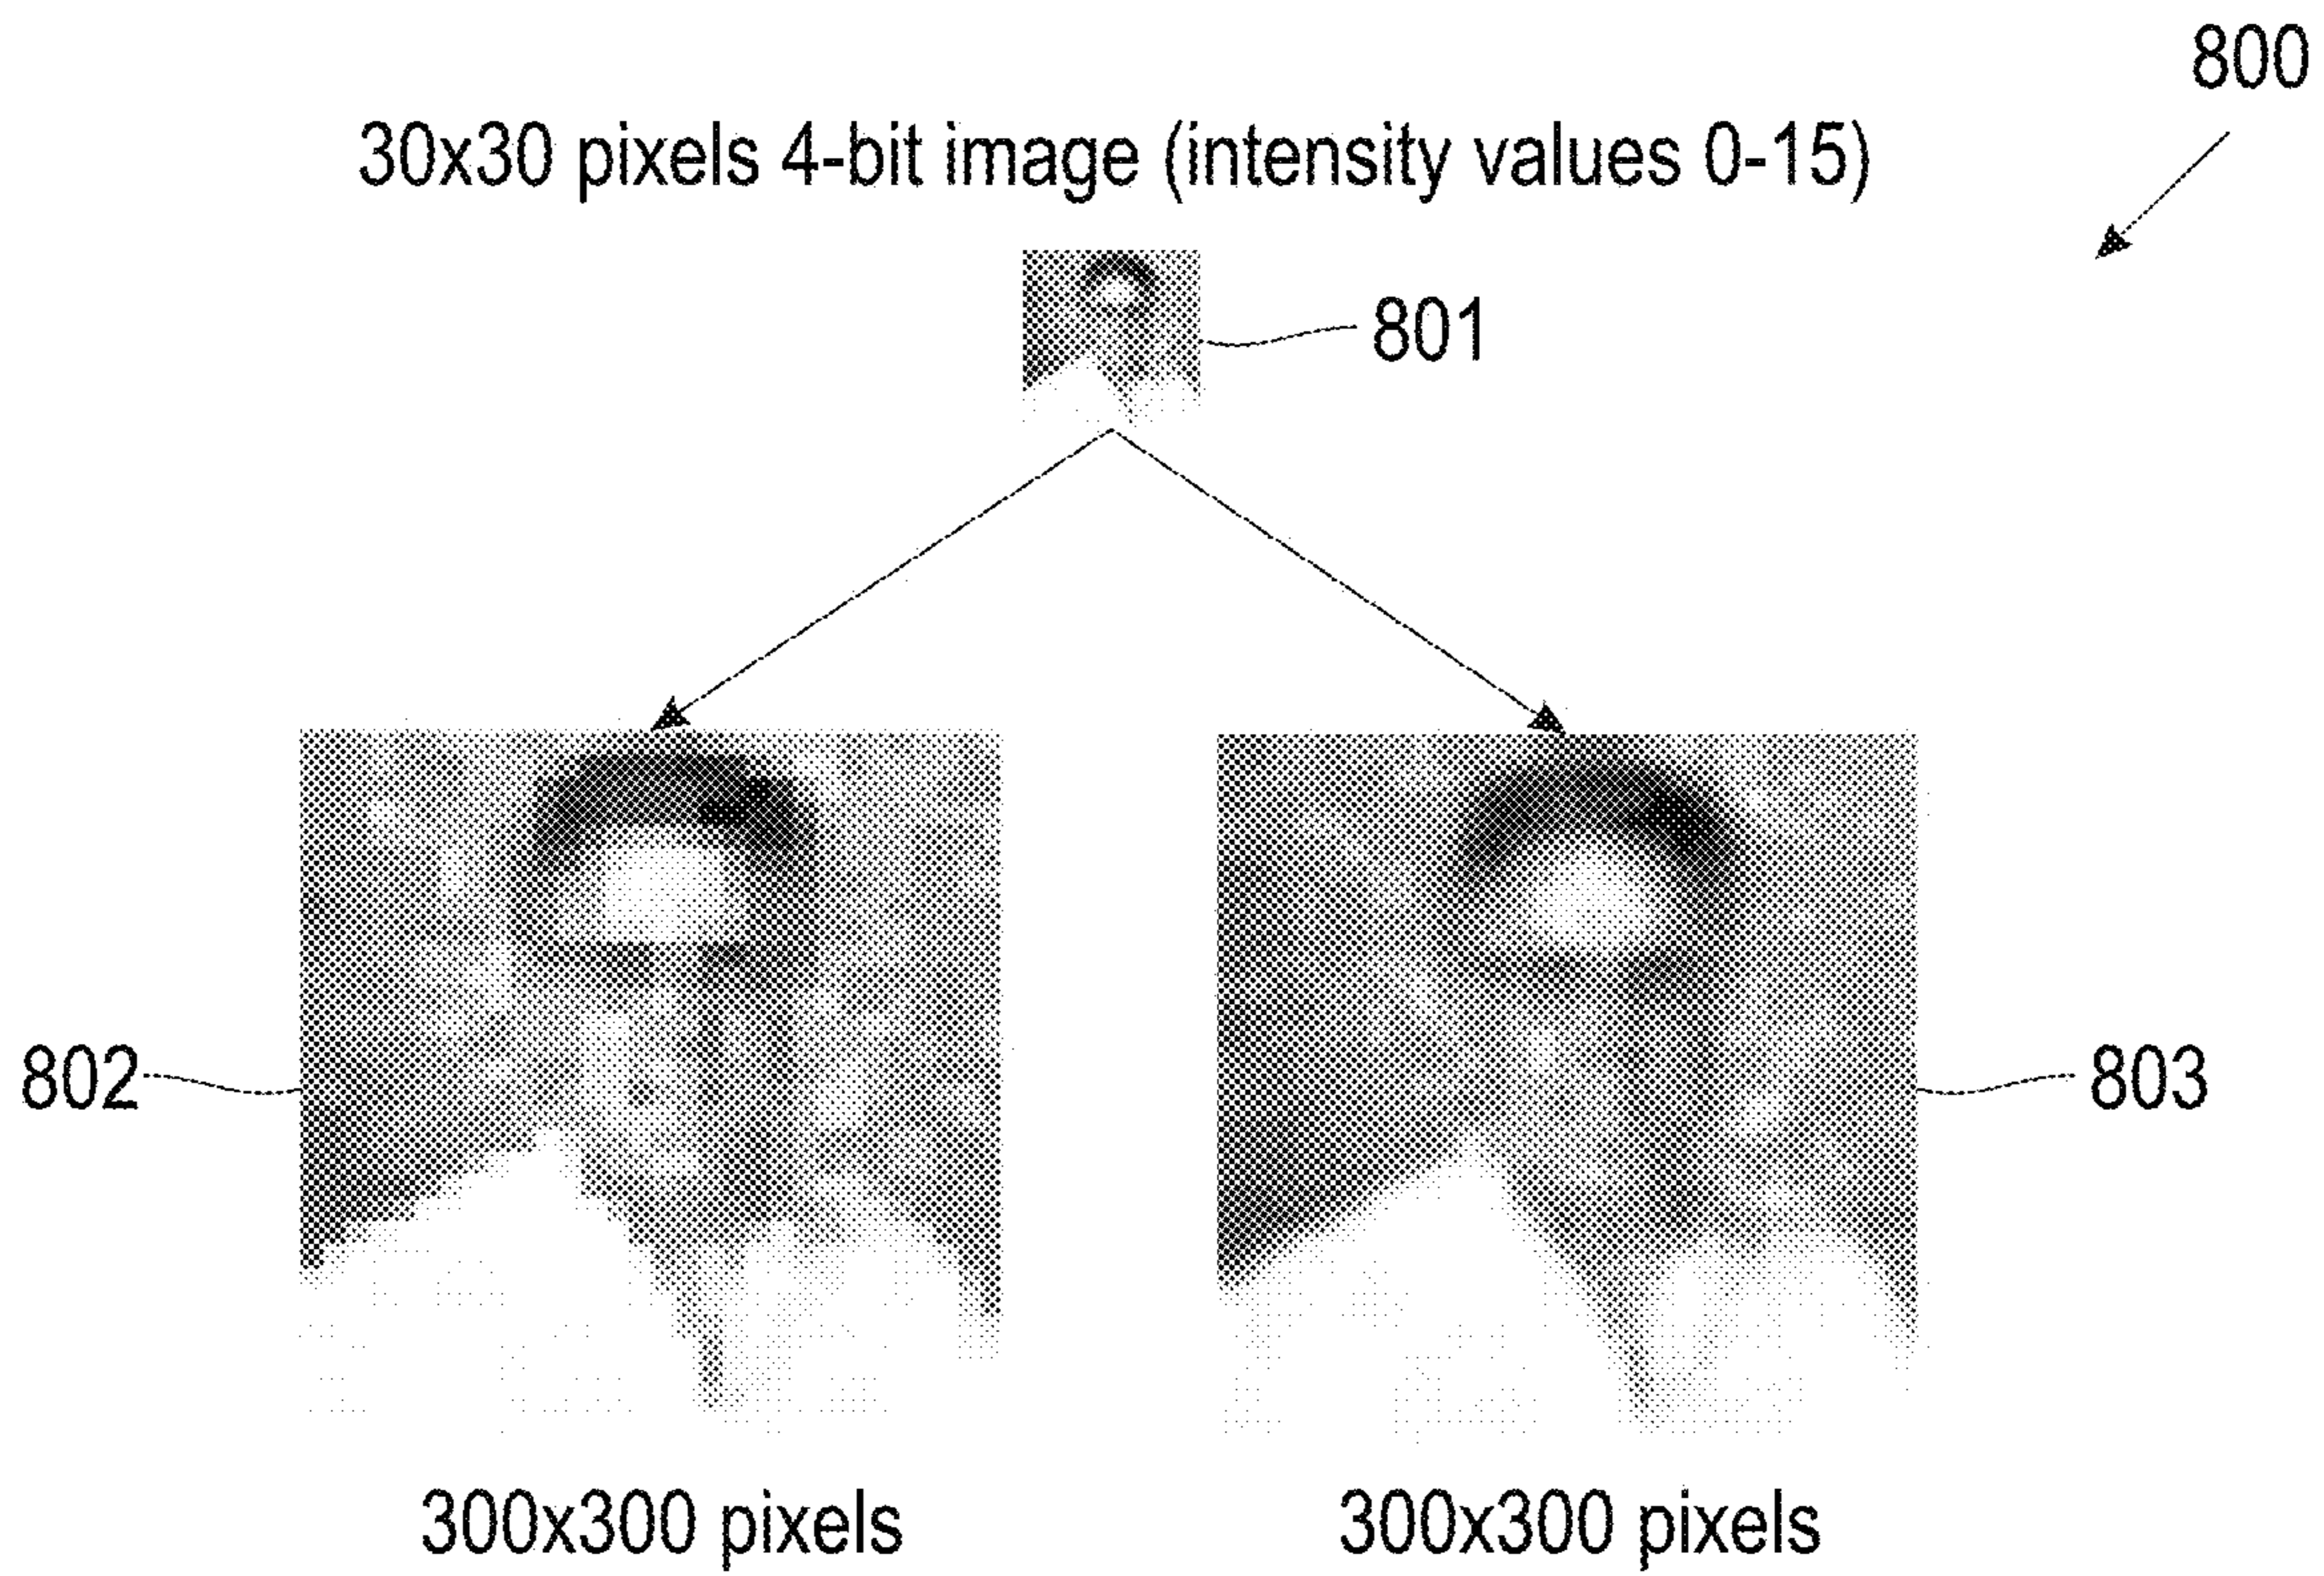 800
30x30 pixels 4-bit image (intensity values 0-15)
801
802
803
300x300 pixels
300x300 pixels